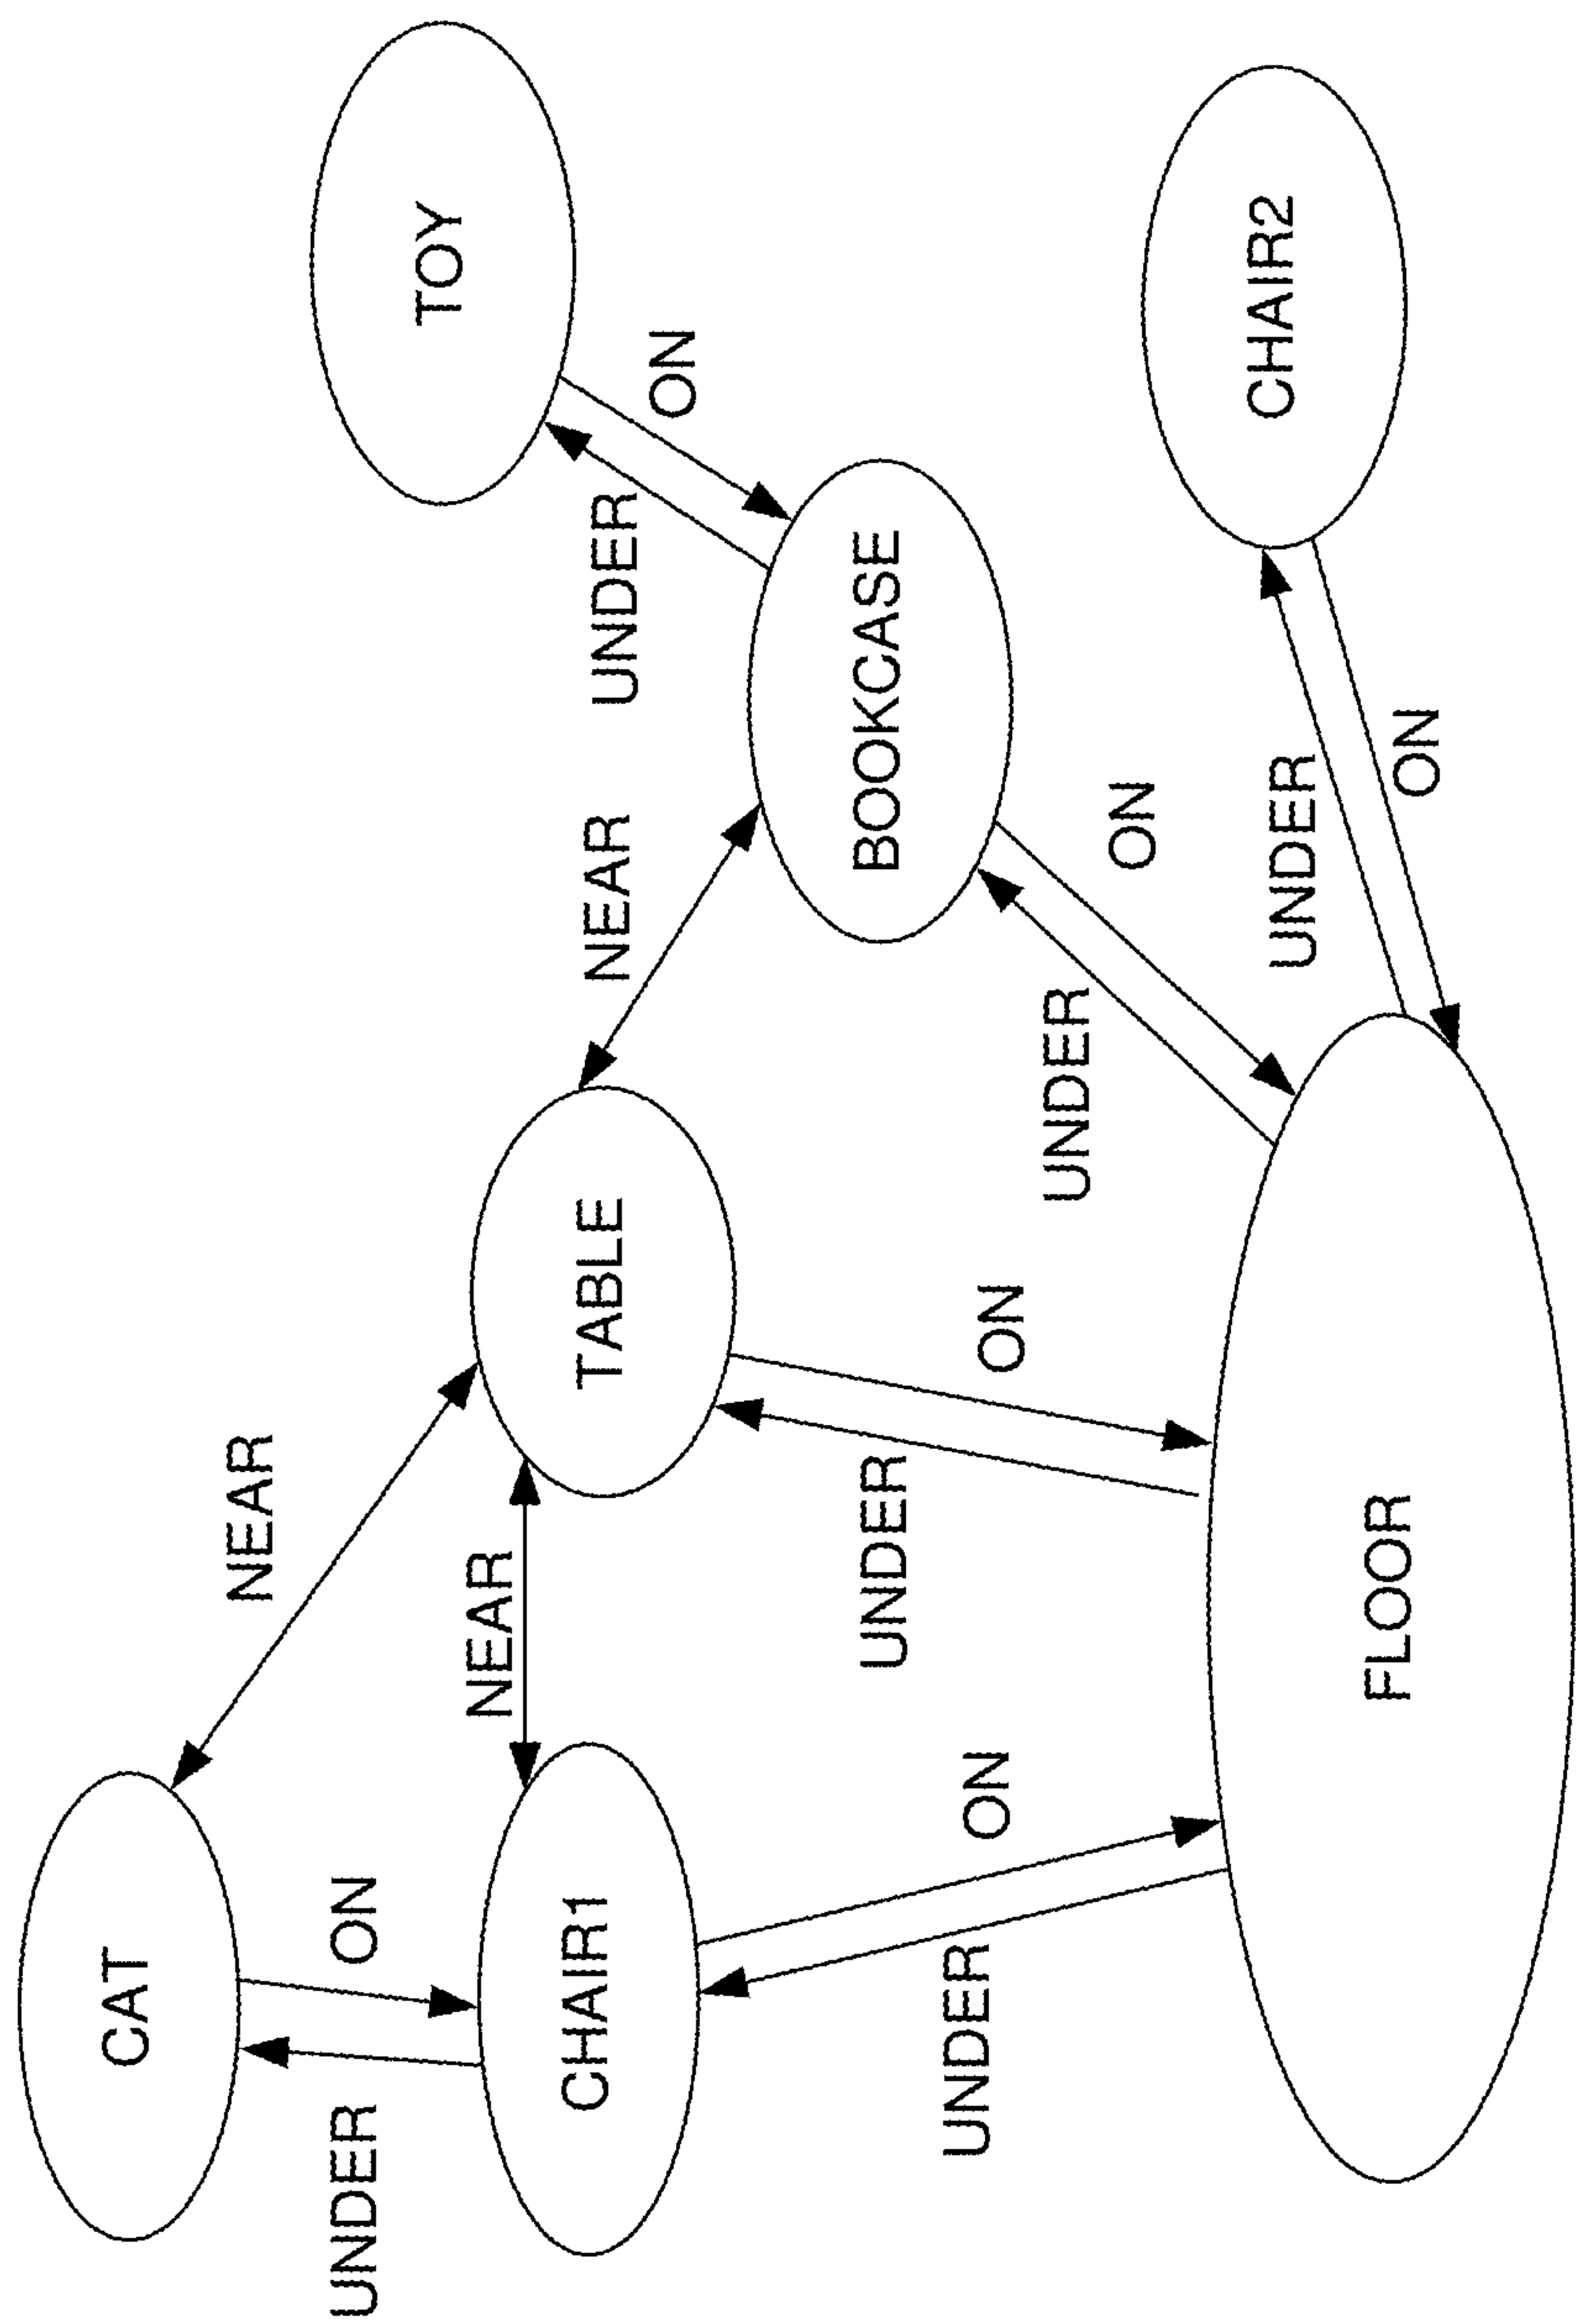 CAT
NEAR
TOY
UNDER
ON
NEAR
TABLE
NEAR
UNDER
ON
CHAIR1
BOOKCASE
UNDER
ON
UNDER
ON
UNDER
ON
UNDER
ON
CHAIR2
FLOOR